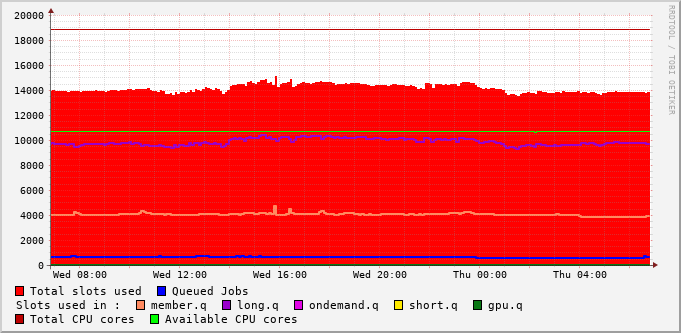 20000
18000
16000
14000
12000
10000
8000
6000
4000
2000
0
Wed 08:00 Wed 12:00 Wed 16:00 Wed 20:00 Thu 00:00 Thu 04:00
Total slots used Queued Jobs
Slots used in : member.q long.q ondemand.q short.q gpu.q
Total CPU cores Available CPU cores
RRDTOOL / TOBI OETIKER